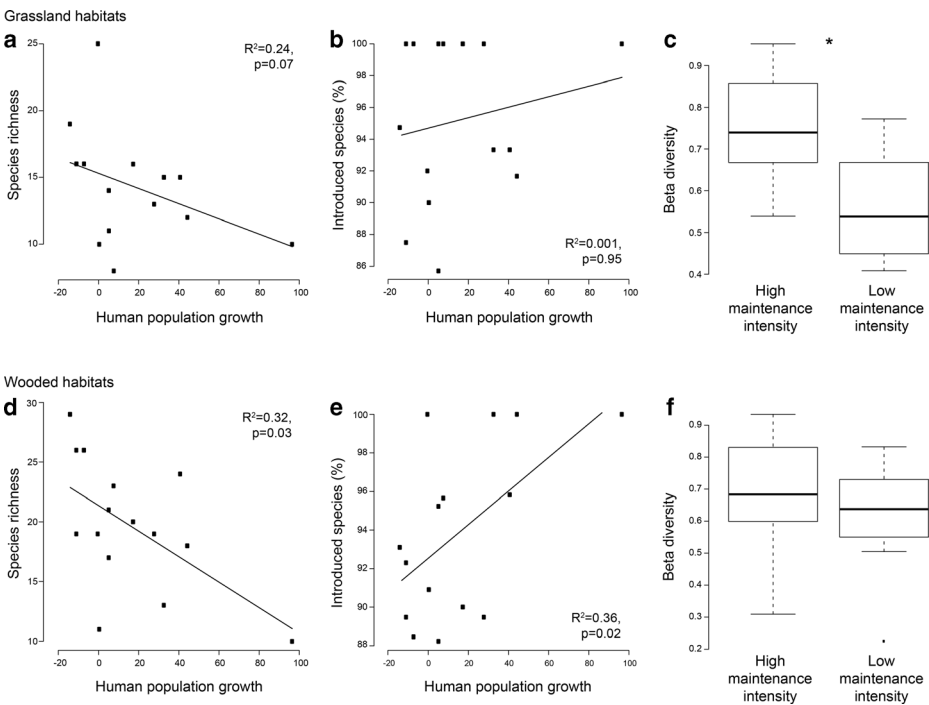 Grassland habitats
a
25
20
15
10
Species richness
R²=0.24,
p=0.07
-20 0 20 40 60 80 100
Human population growth
b
100
98
96
94
92
90
88
86
Introduced species (%)
R²=0.001,
p=0.95
-20 0 20 40 60 80 100
Human population growth
c
*
0.9
0.8
0.7
0.6
0.5
0.4
Beta diversity
High
maintenance
intensity
Low
maintenance
intensity
Wooded habitats
d
30
25
20
15
10
Species richness
R²=0.32,
p=0.03
-20 0 20 40 60 80 100
Human population growth
e
100
98
96
94
92
90
88
Introduced species (%)
R²=0.36,
p=0.02
-20 0 20 40 60 80 100
Human population growth
f
0.9
0.8
0.7
0.6
0.5
0.4
0.3
0.2
Beta diversity
High
maintenance
intensity
Low
maintenance
intensity